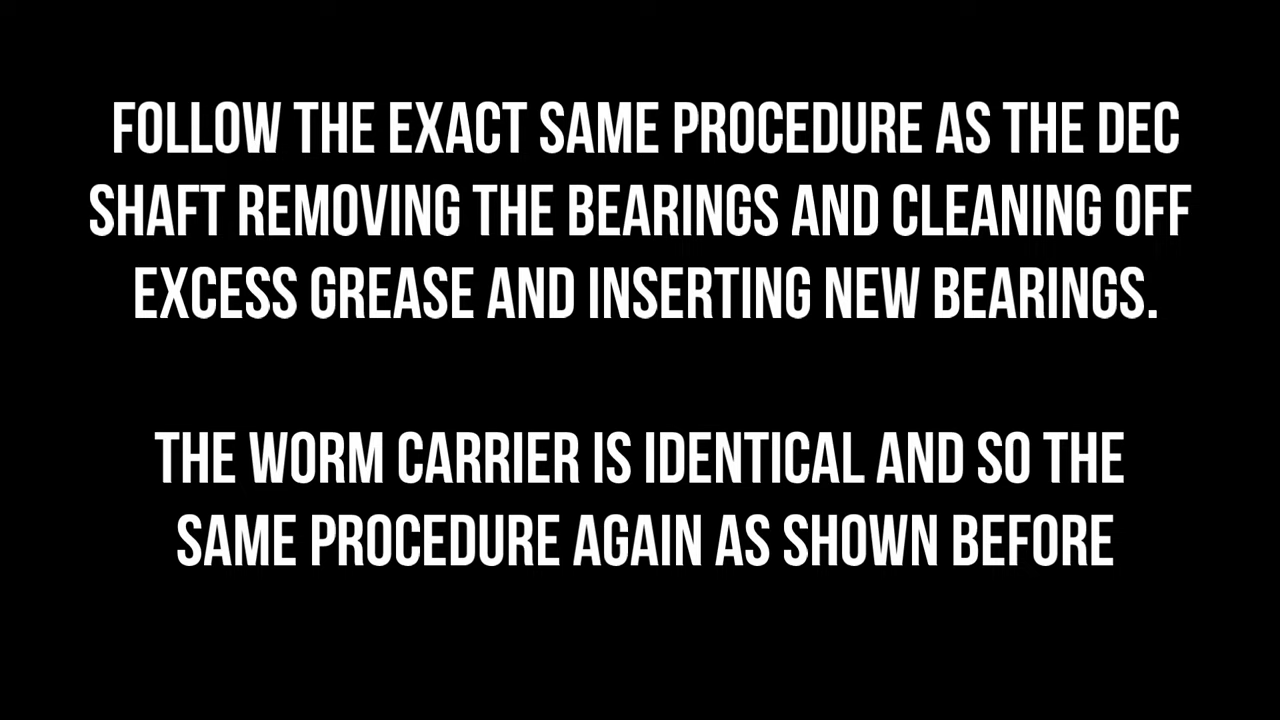 FOLLOW THE EXACT SAME PROCEDURE AS THE DEC
SHAFT REMOVING THE BEARINGS AND CLEANING OFF
EXCESS GREASE AND INSERTING NEW BEARINGS.
THE WORM CARRIER IS IDENTICAL AND SO THE
SAME PROCEDURE AGAIN AS SHOWN BEFORE